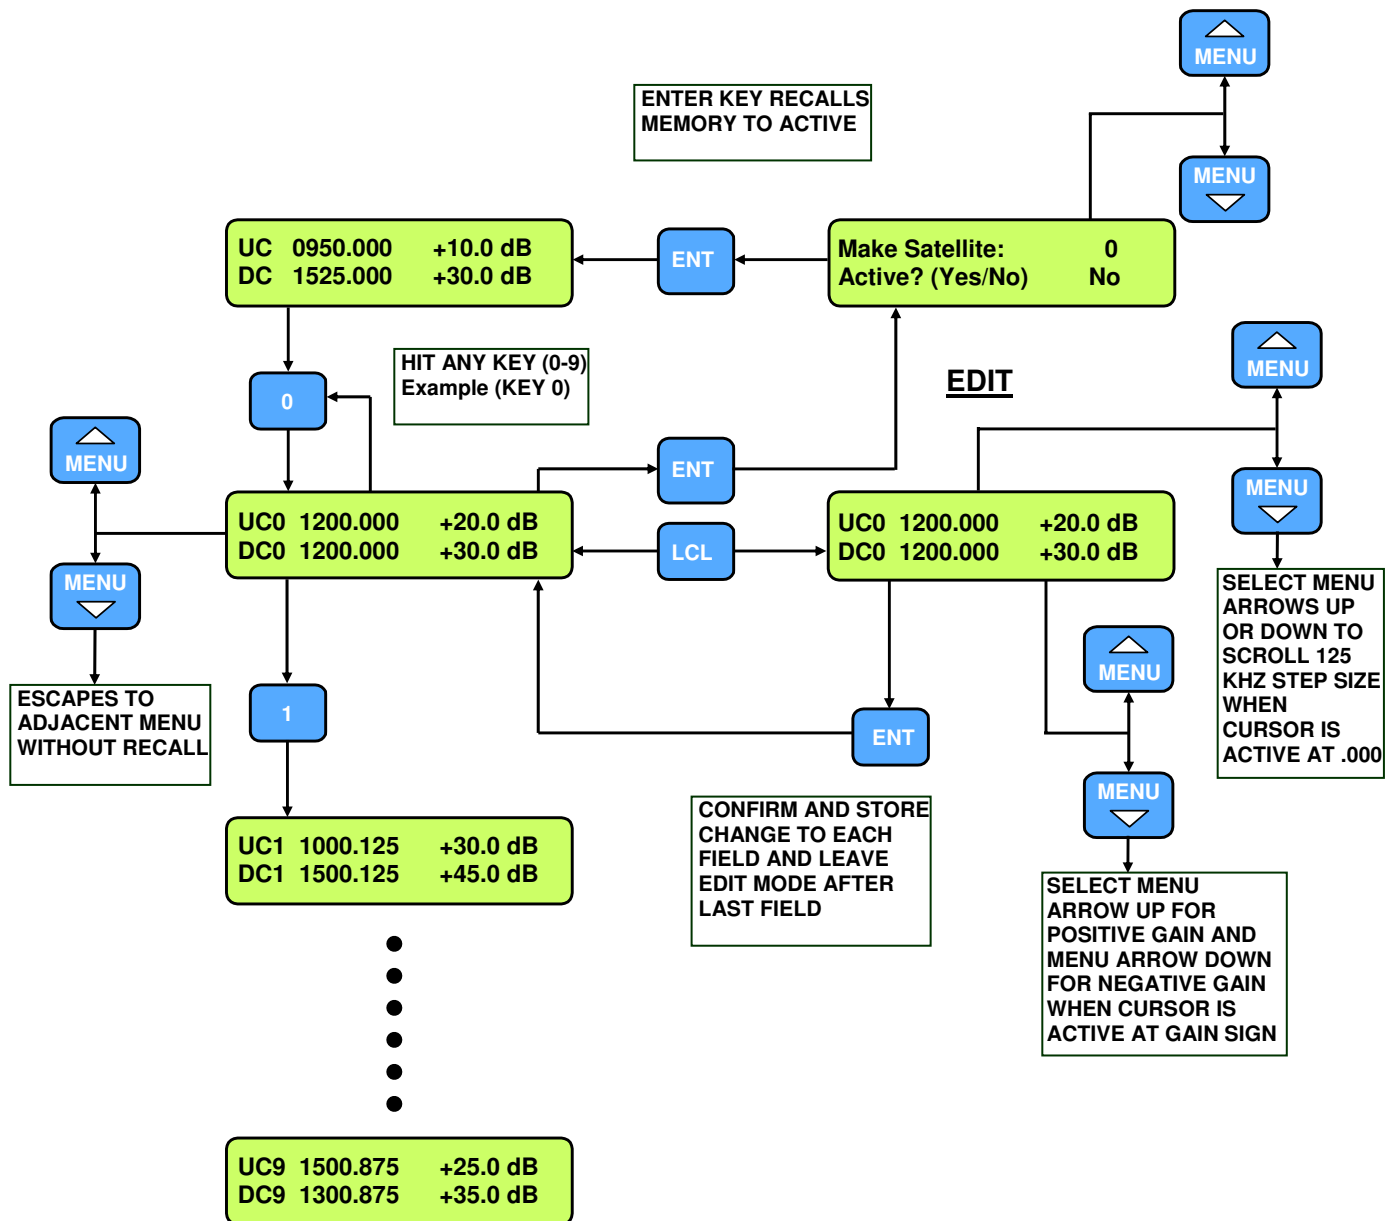 MENU
ENTER KEY RECALLS
MEMORY TO ACTIVE
MENU
UC 0950.000 +10.0 dB
DC 1525.000 +30.0 dB
ENT
Make Satellite: 0
Active? (Yes/No) No
HIT ANY KEY (0-9)
Example (KEY 0)
0
EDIT
MENU
MENU
ENT
MENU
UC0 1200.000 +20.0 dB
DC0 1200.000 +30.0 dB
LCL
UC0 1200.000 +20.0 dB
DC0 1200.000 +30.0 dB
MENU
SELECT MENU
ARROWS UP
OR DOWN TO
SCROLL 125
KHZ STEP SIZE
WHEN
CURSOR IS
ACTIVE AT .000
MENU
ESCAPES TO
ADJACENT MENU
WITHOUT RECALL
1
ENT
MENU
CONFIRM AND STORE
CHANGE TO EACH
FIELD AND LEAVE
EDIT MODE AFTER
LAST FIELD
UC1 1000.125 +30.0 dB
DC1 1500.125 +45.0 dB
SELECT MENU
ARROW UP FOR
POSITIVE GAIN AND
MENU ARROW DOWN
FOR NEGATIVE GAIN
WHEN CURSOR IS
ACTIVE AT GAIN SIGN
UC9 1500.875 +25.0 dB
DC9 1300.875 +35.0 dB